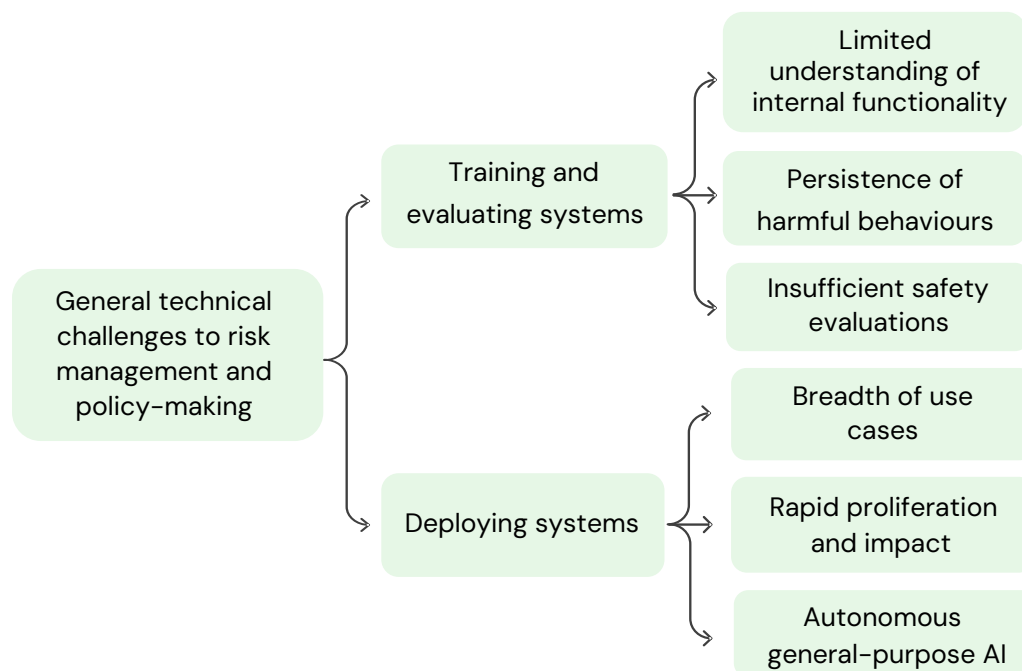 General technical
challenges to risk
management and
policy-making
Training and
evaluating systems
Limited
understanding of
internal functionality
Persistence of
harmful behaviours
Insufficient safety
evaluations
Deploying systems
Breadth of use
cases
Rapid proliferation
and impact
Autonomous
general-purpose AI